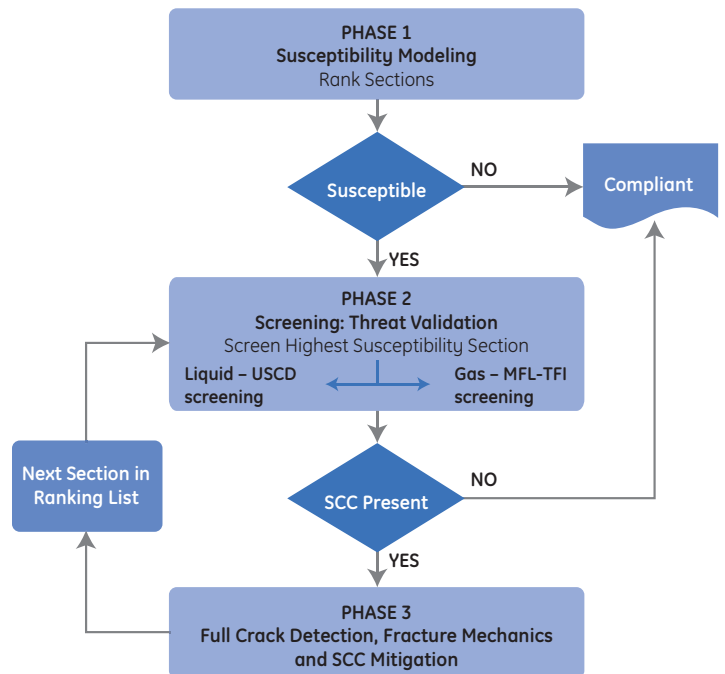 PHASE 1
Susceptibility Modeling
Rank Sections
Susceptible
NO
Compliant
YES
PHASE 2
Screening: Threat Validation
Screen Highest Susceptibility Section
Liquid – USCD
screening
Gas – MFL-TFI
screening
Next Section in
Ranking List
SCC Present
NO
YES
PHASE 3
Full Crack Detection, Fracture Mechanics
and SCC Mitigation